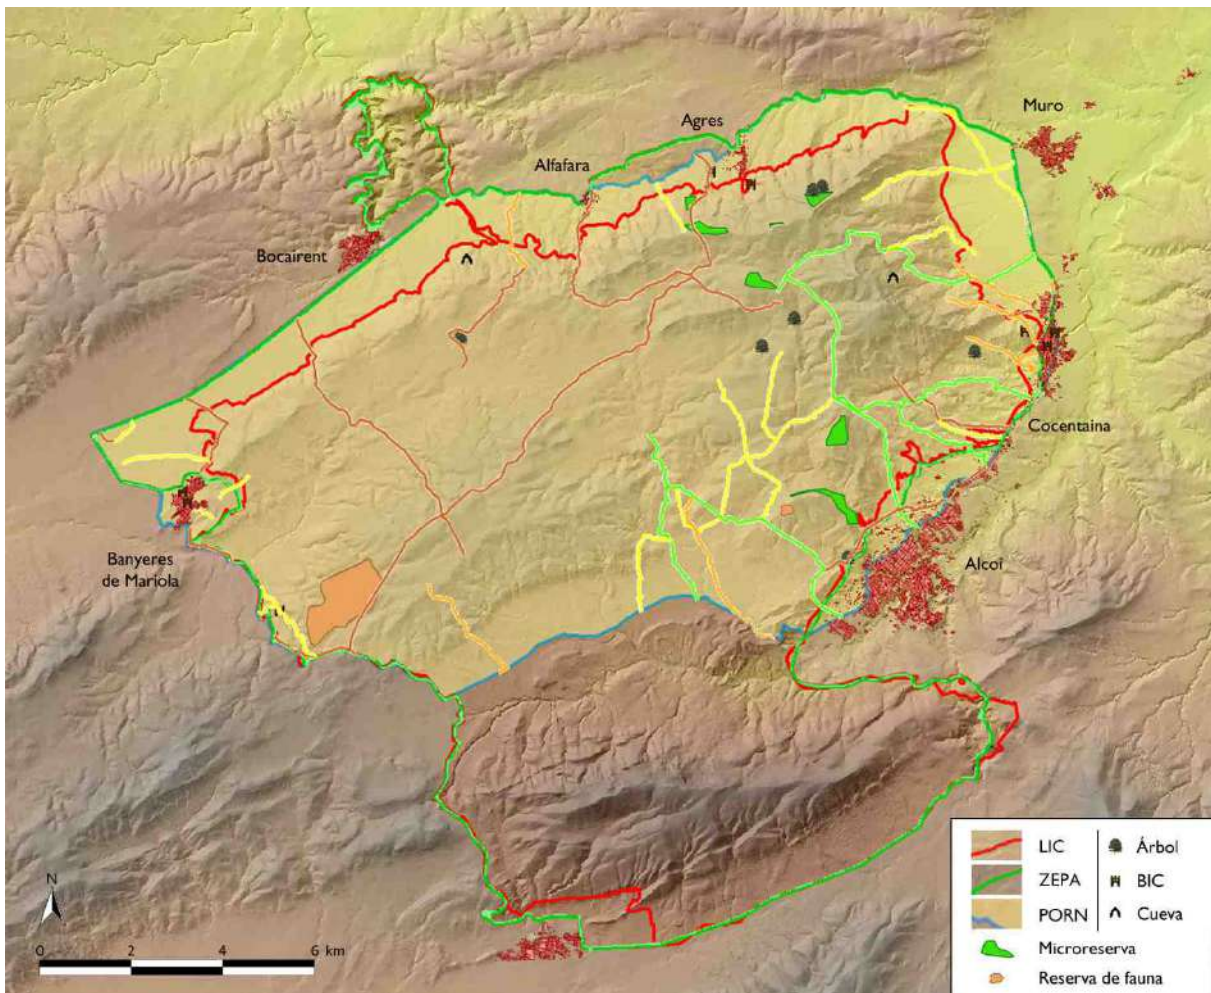 Muro
Agres
Alfafara
Bocairent
Cocentaina
Banyeres
de Mariola
Alcoi
N
0 2 4 6 km
LIC
ZEPA
PORN
Árbol
BIC
Cueva
Microreserva
Reserva de fauna